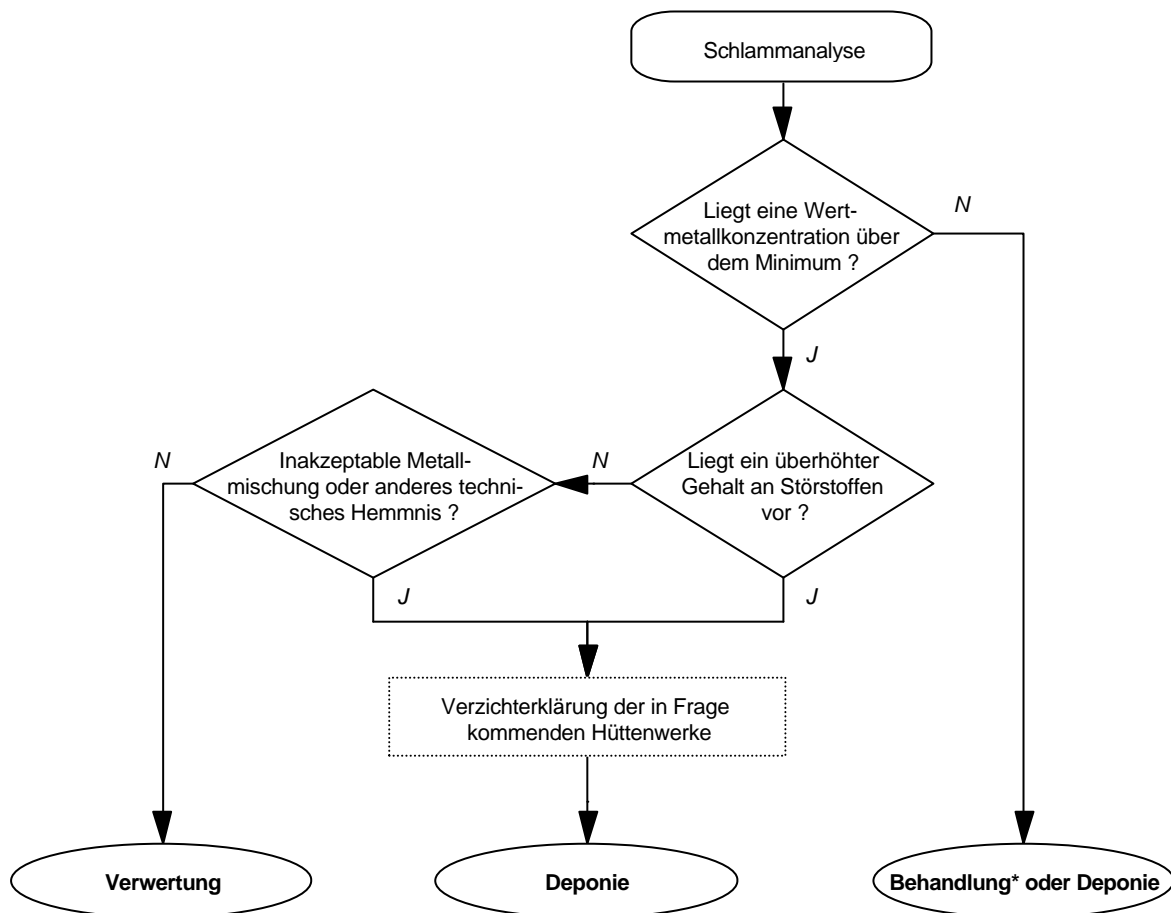 Schlammanalyse
Liegt eine Wert-
metallkonzentration über
dem Minimum ?
N
J
N
Inakzeptable Metall-
mischung oder anderes techni-
sches Hemmnis ?
N
Liegt ein überhöhter
Gehalt an Störstoffen
vor ?
J
J
Verzichterklärung der in Frage
kommenden Hüttenwerke
Verwertung
Deponie
Behandlung* oder Deponie